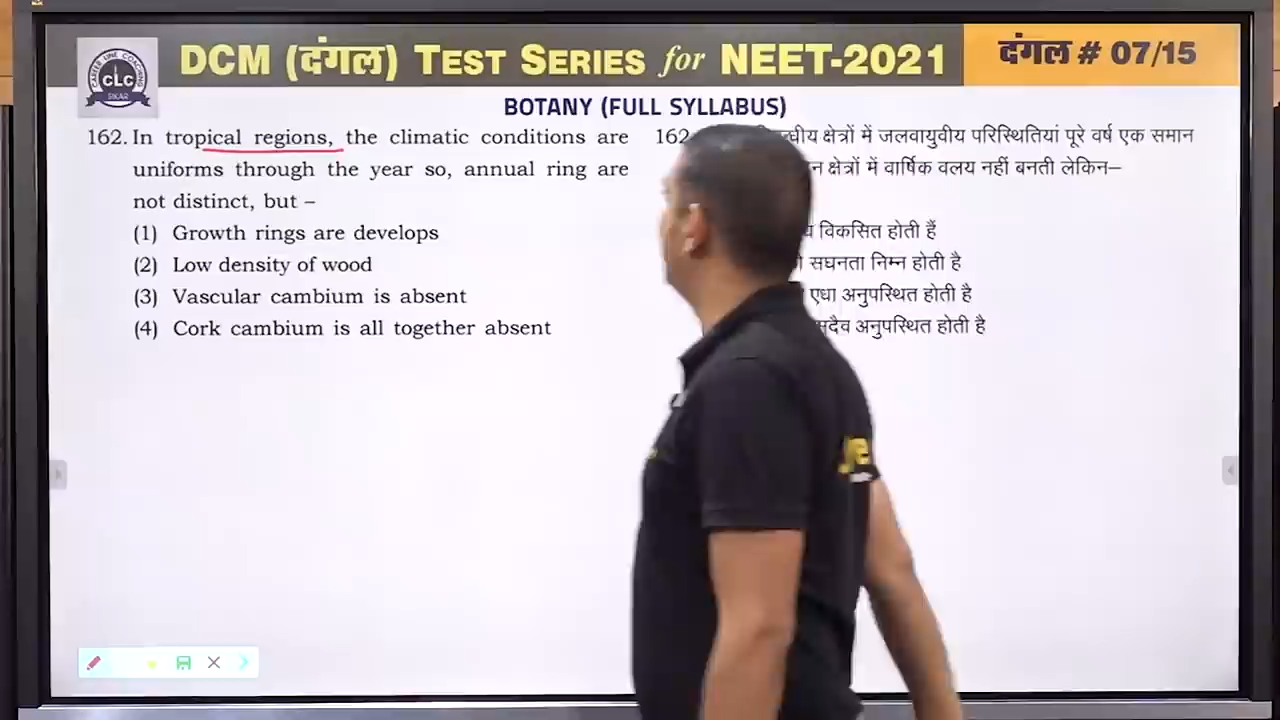 DCM (दंगल) TEST SERIES for NEET-2021
दंगल # 07/15
CLC
SIKAR
BOTANY (FULL SYLLABUS)
162. In tropical regions, the climatic conditions are
uniforms through the year so, annual ring are
not distinct, but –
(1) Growth rings are develops
(2) Low density of wood
(3) Vascular cambium is absent
(4) Cork cambium is all together absent
162 क्षेत्रों में जलवायुवीय परिस्थितियां पूरे वर्ष एक समान
क्षेत्रों में वार्षिक वलय नहीं बनती लेकिन–
विकसित होती हैं
सघनता निम्न होती है
एधा अनुपस्थित होती है
अनुपस्थित होती है